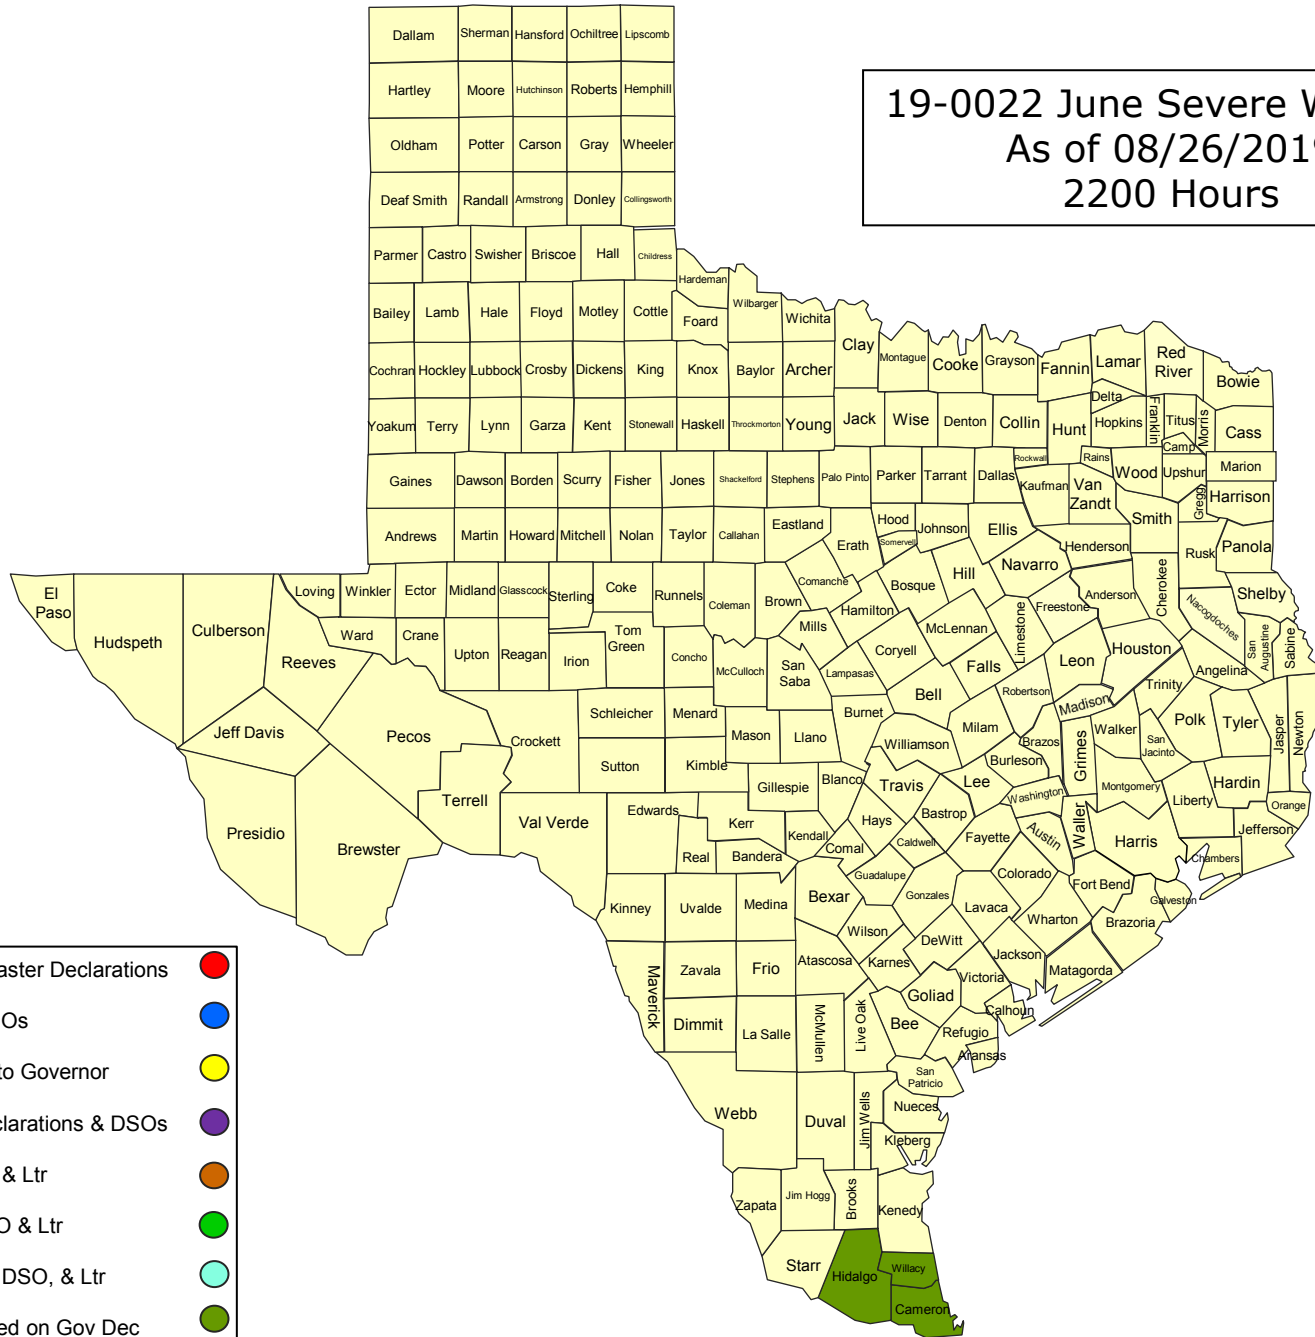 Dallam Sherman Hansford Ochiltree Lipscomb
Hartley Moore Hutchinson Roberts Hemphill
19-0022 June Severe
As of 08/26/2019
2200 Hours
Oldham Potter Carson Gray Wheeler
Deaf Smith Randall Armstrong Donley Collingsworth
Parmer Castro Swisher Briscoe Hall Childress
Hardeman
Bailey Lamb Hale Floyd Motley Cottle Foard Wilbarger Wichita
Clay Montague Cooke Grayson Fannin Lamar Red River Bowie
Cochran Hockley Lubbock Crosby Dickens King Knox Baylor Archer
Delta
Yoakum Terry Lynn Garza Kent Stonewall Haskell Throckmorton Young Jack Wise Denton Collin Hunt Hopkins Franklin Titus Morris Cass
Camp
Rockwall Rains
Gaines Dawson Borden Scurry Fisher Jones Shackelford Stephens Palo Pinto Parker Tarrant Dallas Kaufman Van Zandt Wood Upshur Marion
Gregg Harrison
Andrews Martin Howard Mitchell Nolan Taylor Callahan Eastland Erath Hood Somervell Johnson Ellis Smith
Henderson Rusk Panola
El Paso Hudspeth Culberson Loving Winkler Ector Midland Glasscock Sterling Coke Runnels Coleman Brown Comanche Hamilton Bosque Hill Navarro Freestone Anderson Cherokee Nacogdoches Shelby
Ward Crane Upton Reagan Irion Tom Green Concho McCulloch San Saba Mills Lampasas Coryell McLennan Limestone Falls Leon Houston Angelina San Augustine Sabine
Reeves
Jeff Davis Pecos Crockett Schleicher Menard Mason Llano Burnet Bell Milam Robertson Madison Trinity Polk Tyler Jasper Newton
Williamson Brazos Grimes Walker San Jacinto
Sutton Kimble Gillespie Blanco Travis Lee Burleson Washington Montgomery Liberty Hardin Orange
Terrell Val Verde Edwards Kerr Kendall Hays Bastrop Caldwell Fayette Austin Waller Harris Jefferson
Presidio Brewster Real Bandera Comal Guadalupe Chambers
Kinney Uvalde Medina Bexar Gonzales Colorado Fort Bend Galveston
Lavaca Wharton Brazoria
Wilson DeWitt Jackson Matagorda
Maverick Zavala Frio Atascosa Karnes Victoria
Goliad Calhoun
Dimmit La Salle McMullen Live Oak Bee Refugio
Aransas
San Patricio
Webb Duval Jim Wells Nueces
Kleberg
Zapata Jim Hogg Brooks Kenedy
Starr Hidalgo Willacy
Cameron
aster Declarations
Os
to Governor
clarations & DSOs
& Ltr
O & Ltr
DSO, & Ltr
ed on Gov Dec